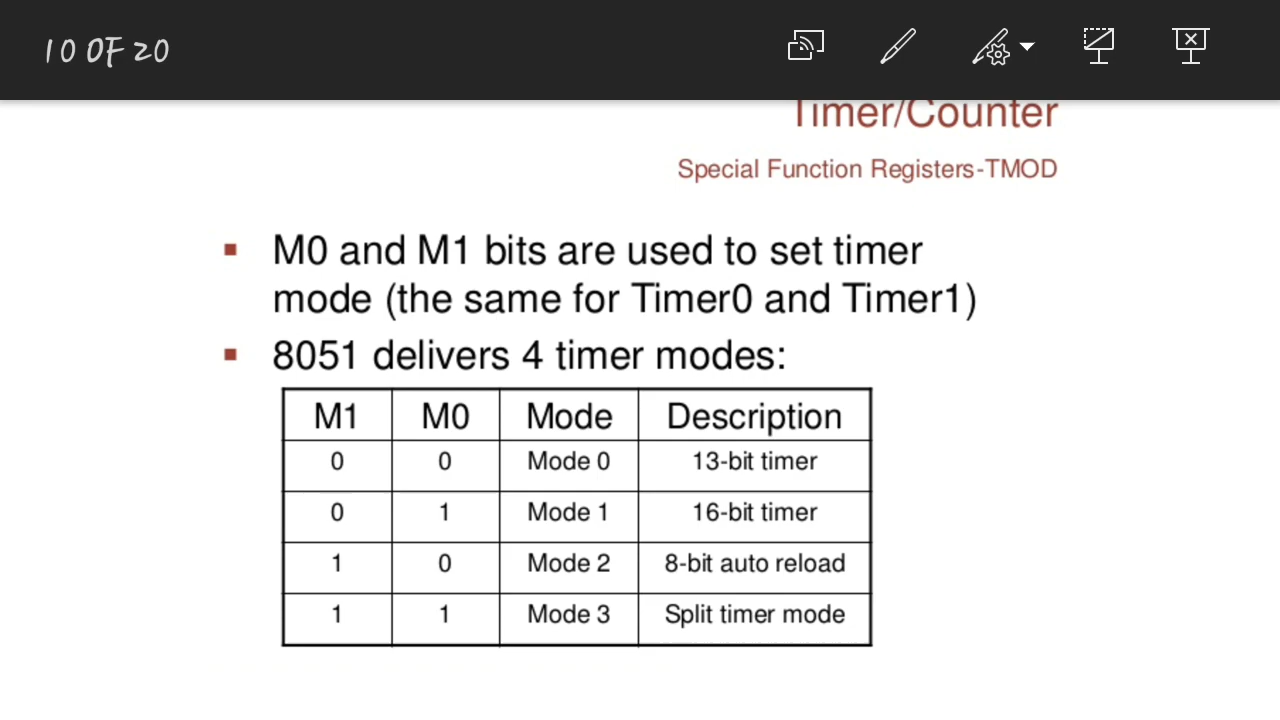 10 OF 20
Timer/Counter
Special Function Registers-TMOD
▪ M0 and M1 bits are used to set timer
mode (the same for Timer0 and Timer1)
▪ 8051 delivers 4 timer modes:
M1 M0 Mode Description
0 0 Mode 0 13-bit timer
0 1 Mode 1 16-bit timer
1 0 Mode 2 8-bit auto reload
1 1 Mode 3 Split timer mode